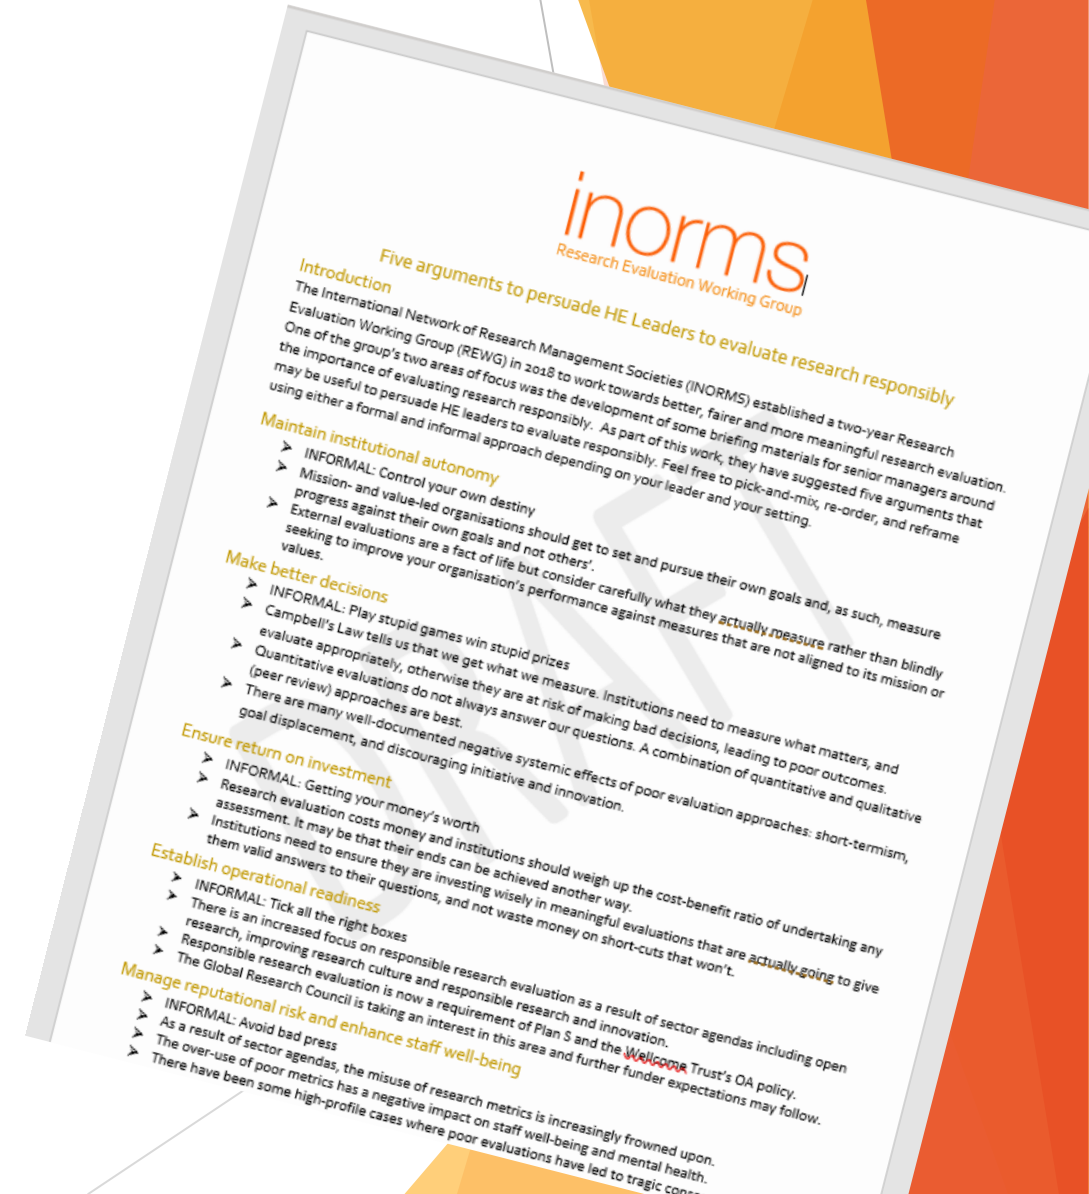 inorms
Research Evaluation Working Group
Five arguments to persuade HE Leaders to evaluate research responsibly
Introduction
The International Network of Research Management Societies (INORMS) established a two-year Research
Evaluation Working Group (REWG) in 2018 to work towards better, fairer and more meaningful research evaluation.
One of the group's two areas of focus was the development of some briefing materials for senior managers around
the importance of evaluating research responsibly.  As part of this work, they have suggested five arguments that
may be useful to persuade HE leaders to evaluate responsibly. Feel free to pick-and-mix, re-order, and reframe
using either a formal and informal approach depending on your leader and your setting.
Maintain institutional autonomy
➤ INFORMAL: Control your own destiny
➤ Mission- and value-led organisations should get to set and pursue their own goals and, as such, measure
progress against their own goals and not others'.
➤ External evaluations are a fact of life but consider carefully what they actually measure rather than blindly
seeking to improve your organisation's performance against measures that are not aligned to its mission or
values.
Make better decisions
➤ INFORMAL: Play stupid games win stupid prizes
➤ Campbell's Law tells us that we get what we measure. Institutions need to measure what matters, and
evaluate appropriately, otherwise they are at risk of making bad decisions, leading to poor outcomes.
➤ Quantitative evaluations do not always answer our questions. A combination of quantitative and qualitative
(peer review) approaches are best.
➤ There are many well-documented negative systemic effects of poor evaluation approaches: short-termism,
goal displacement, and discouraging initiative and innovation.
Ensure return on investment
➤ INFORMAL: Getting your money's worth
➤ Research evaluation costs money and institutions should weigh up the cost-benefit ratio of undertaking any
assessment. It may be that their ends can be achieved another way.
➤ Institutions need to ensure they are investing wisely in meaningful evaluations that are actually going to give
them valid answers to their questions, and not waste money on short-cuts that won't.
Establish operational readiness
➤ INFORMAL: Tick all the right boxes
➤ There is an increased focus on responsible research evaluation as a result of sector agendas including open
research, improving research culture and responsible research and innovation.
➤ Responsible research evaluation is now a requirement of Plan S and the Wellcome Trust's OA policy.
➤ The Global Research Council is taking an interest in this area and further funder expectations may follow.
Manage reputational risk and enhance staff well-being
➤ INFORMAL: Avoid bad press
➤ As a result of sector agendas, the misuse of research metrics is increasingly frowned upon.
➤ The over-use of poor metrics has a negative impact on staff well-being and mental health.
➤ There have been some high-profile cases where poor evaluations have led to tragic
DRAFT